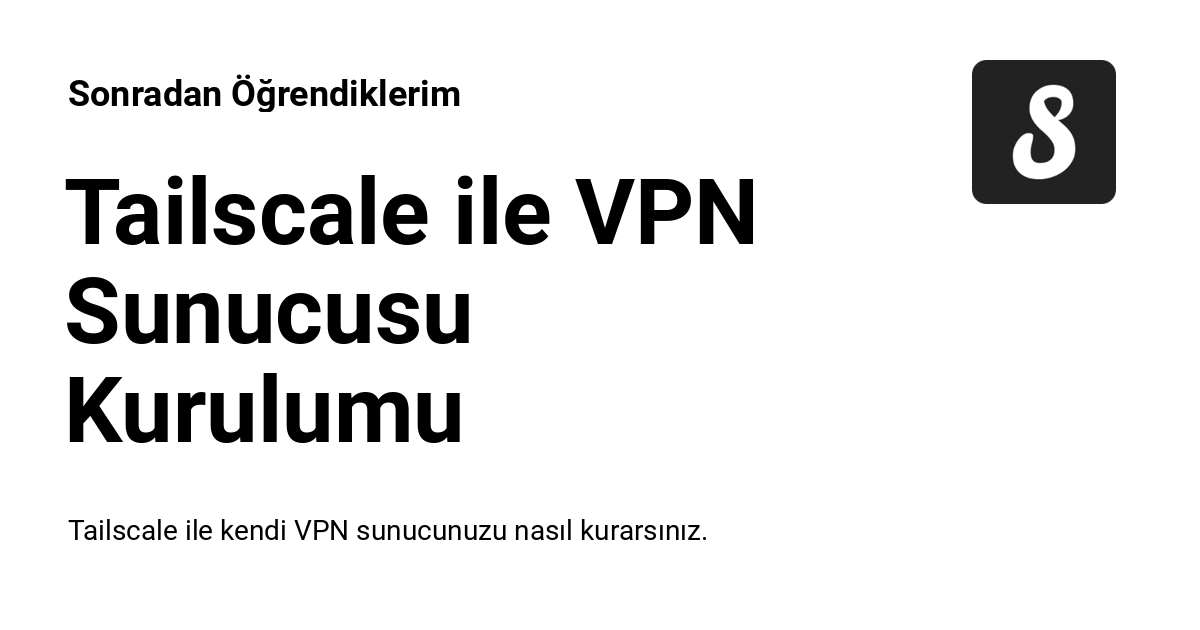 Sonradan Öğrendiklerim
S
Tailscale ile VPN
Sunucusu
Kurulumu
Tailscale ile kendi VPN sunucunuzu nasıl kurarsınız.